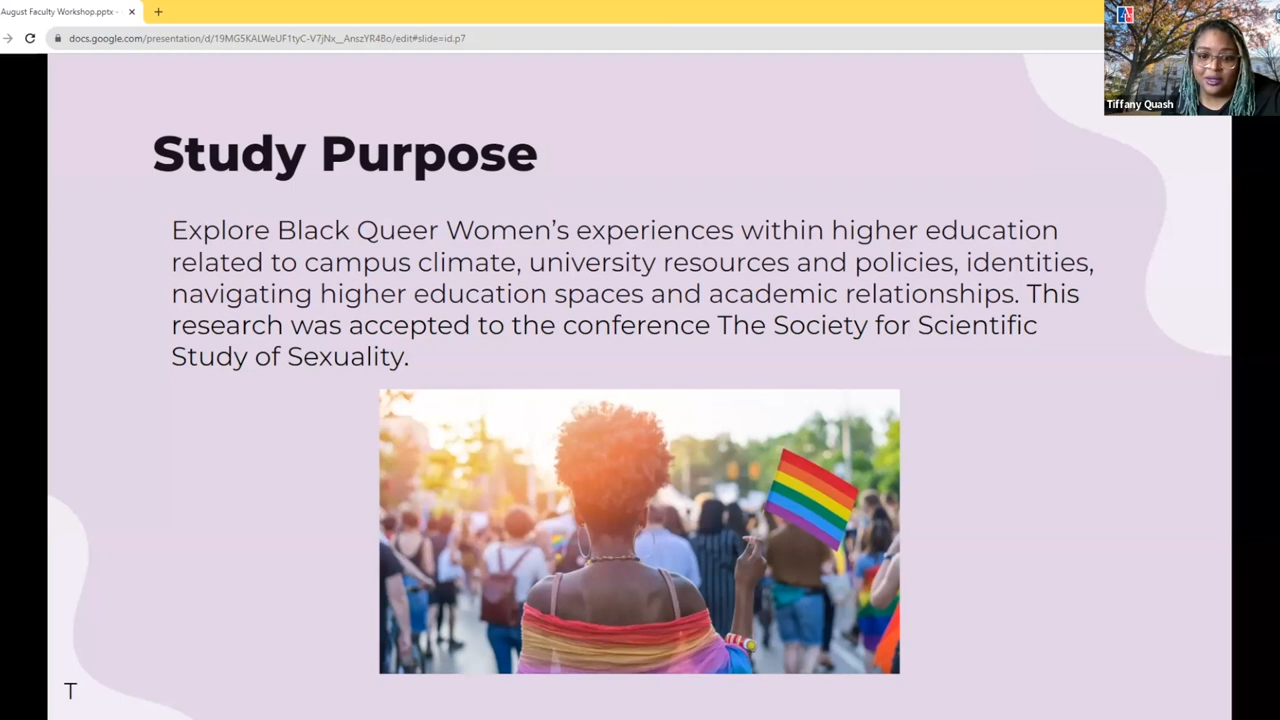 August Faculty Workshop.pptx -
docs.google.com/presentation/d/19MG5KALWeUF1tyC-V7jNx__AnszYR48o/edit#slide=id.p7
Tiffany Quash
Study Purpose
Explore Black Queer Women’s experiences within higher education
related to campus climate, university resources and policies, identities,
navigating higher education spaces and academic relationships. This
research was accepted to the conference The Society for Scientific
Study of Sexuality.
T